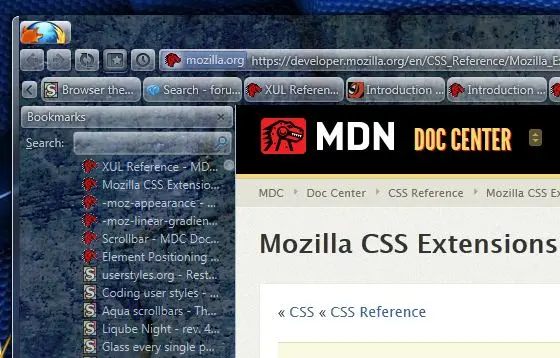 mozilla.org https://developer.mozilla.org/en/CSS_Reference/Mozilla_E
Browser the... Search - foru... XUL Referen... Introduction ... Introduction ...
Bookmarks
Search:
XUL Reference - MD...
Mozilla CSS Extensio...
-moz-appearance - ...
-moz-linear-gradien...
Scrollbar - MDC Doc...
Element Positioning ...
userstyles.org - Rest...
Coding user styles - ...
Aqua scrollbars - Th...
Liqube Night - rev. 4...
Glass every single p...
MDN DOC CENTER
MDC Doc Center CSS Reference Mozilla CSS Ex
Mozilla CSS Extensions
« CSS « CSS Reference